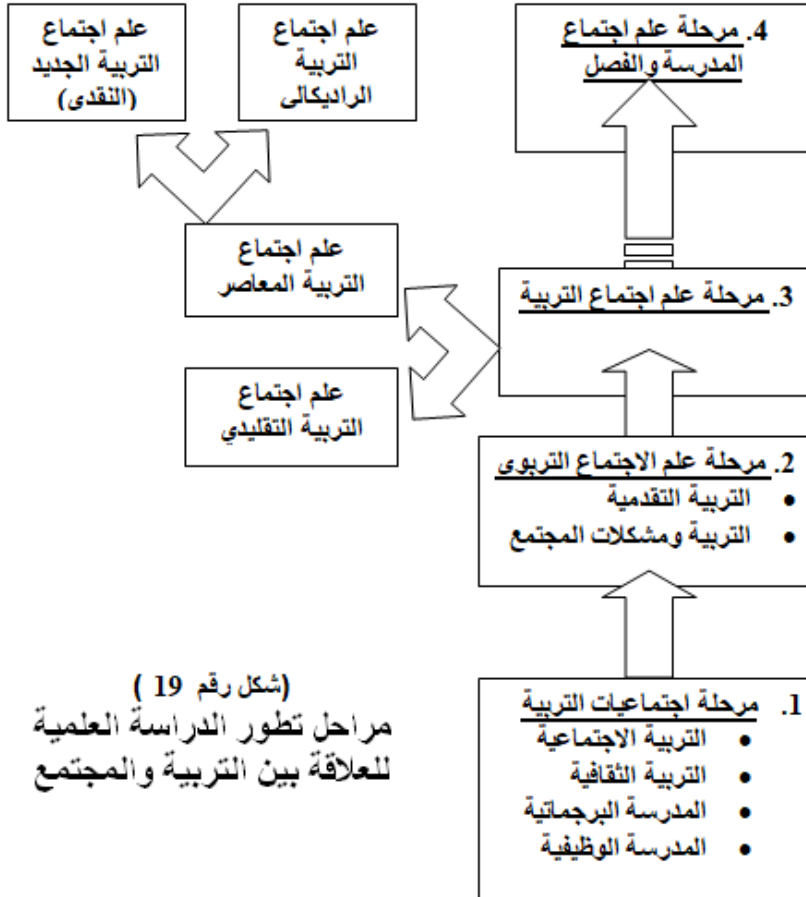 4. مرحلة علم اجتماع
المدرسة والفصل
علم اجتماع
التربية
الراديكالى
علم اجتماع
التربية الجديد
(النقدى)
علم اجتماع
التربية المعاصر
3. مرحلة علم اجتماع التربية
علم اجتماع
التربية التقليدي
2. مرحلة علم الاجتماع التربوى
• التربية التقدمية
• التربية ومشكلات المجتمع
1. مرحلة اجتماعيات التربية
• التربية الاجتماعية
• التربية الثقافية
• المدرسة البرجماتية
• المدرسة الوظيفية
(شكل رقم 19 )
مراحل تطور الدراسة العلمية
للعلاقة بين التربية والمجتمع